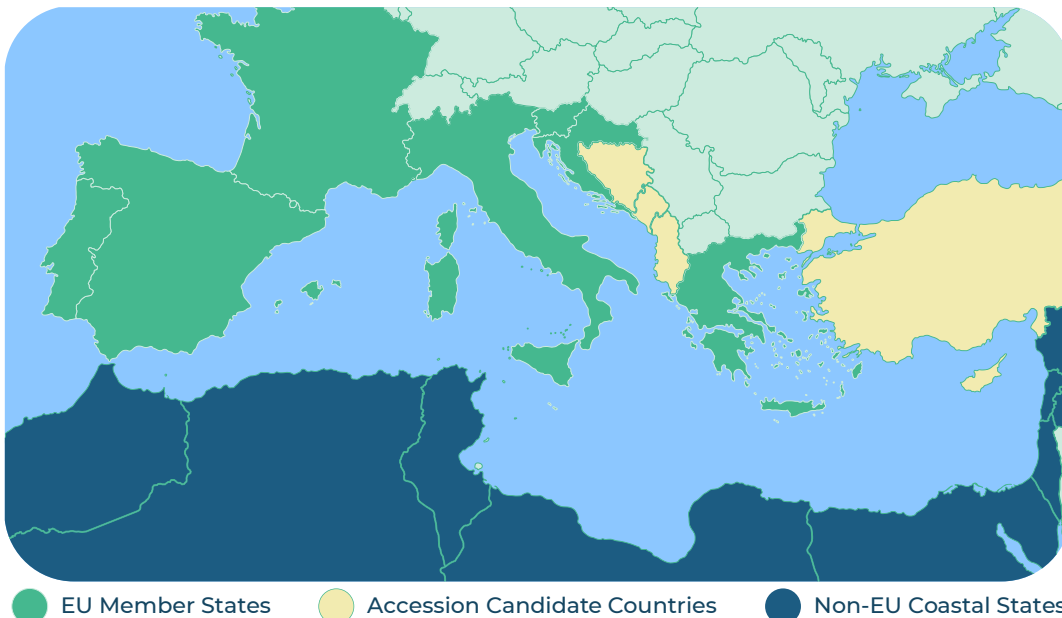 EU Member States
Accession Candidate Countries
Non-EU Coastal States